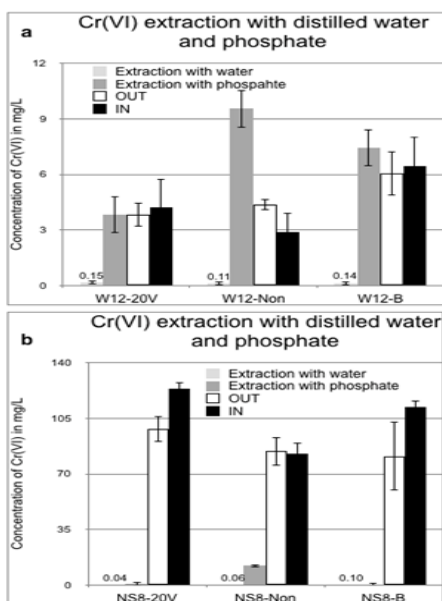 a
Cr(VI) extraction with distilled water
and phosphate
Concentration of Cr(VI) in mg/L
12
9
6
3
0
Extraction with water
Extraction with phospahte
OUT
IN
0.15
0.11
0.14
W12-20V
W12-Non
W12-B
b
Cr(VI) extraction with distilled water
and phosphate
Concentration of Cr(VI) in mg/L
140
105
70
35
0
Extraction with water
Extraction with phosphate
OUT
IN
0.04
0.06
0.10
NS8-20V
NS8-Non
NS8-B